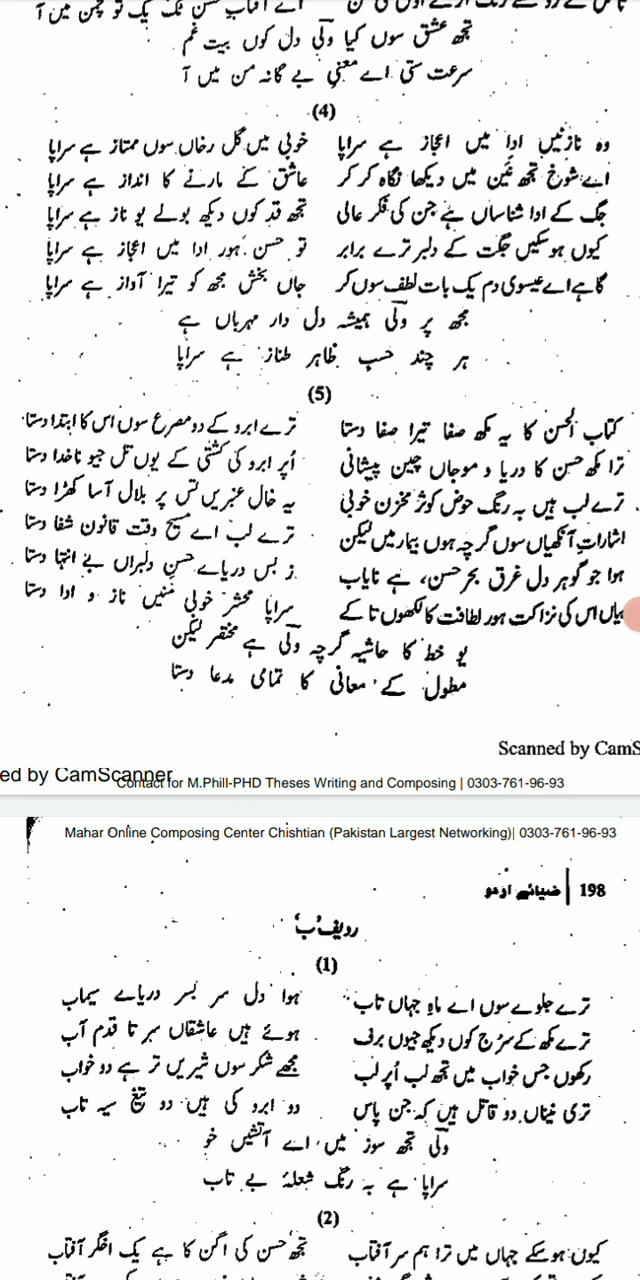 تجھ عشق سوں کیا ولی دل کوں بیت غم
سرعت ستی اے معنی بے گانہ من میں آ
(4)
وہ نازنیں ادا میں اعجاز ہے سراپا خوبی میں گل رخاں سوں ممتاز ہے سراپا
اے شوخ تجھ نین میں دیکھا نگاہ کر کر عاشق کے مارنے کا انداز ہے سراپا
جگ کے ادا شناساں ہے جن کی فکر عالی تجھ قد کوں دیکھ بولے یو ناز ہے سراپا
کیوں ہو سکیں جگت کے دلبر ترے برابر تو حسن ہور ادا میں اعجاز ہے سراپا
گاہے اے عیسوی دم یک بات لطف سوں کر جاں بخش مجھ کو تیرا آواز ہے سراپا
مجھ پر ولی ہمیشہ دل دار مہرباں ہے
ہر چند حسب ظاہر طناز ہے سراپا
(5)
کتاب الحسن کا یہ مکھ صفا تیرا صفا دستا ترے ابرو کے دو مصرع سوں اس کا ابتدا دستا
ترا مکھ حسن کا دریا و موجاں چین پیشانی اُپر ابرو کی کشتی کے یوں تل جیو ناخدا دستا
ترے لب ہیں بہ رنگ حوض کوثر مخزن خوبی یہ خال عنبریں تس پر بلال آسا کھڑا دستا
اشارات آنکھیاں سوں گرچہ ہوں بیمار میں لیکن ترے لب اے مسیح وقت قانون شفا دستا
ہوا جو گوہر دل غرق بحر حسن، ہے نایاب ز بس دریاے حسن دلبراں بے انتہا دستا
بیاں اس کی نزاکت ہور لطافت کا لکھوں تا کے سراپا محشر خوبی منیں ناز و ادا دستا
یو خط کا حاشیہ گرچہ ولی ہے مختصر لیکن
مطول کے معانی کا تمامی مدعا دستا
Scanned by CamS
ed by CamScanner
Contact for M.Phill-PHD Theses Writing and Composing | 0303-761-96-93
Mahar Online Composing Center Chishtian (Pakistan Largest Networking)| 0303-761-96-93
ضیائے اردو | 198
ردیف 'ب'
(1)
ترے جلوے سوں اے ماہ جہاں تاب ہوا دل سر بسر دریاے سیماب
ترے مکھ کے سرج کوں دیکھ جیوں برف ہوئے ہیں عاشقاں سر تا قدم آب
رکھوں جس خواب میں تجھ لب اُپر لب مجھے شکر سوں شیریں تر ہے دو خواب
تری نیناں دو قاتل ہیں کہ جن پاس دو ابرو کی ہیں دو تیغ سیہ تاب
ولی تجھ سوز میں اے آتشیں خو
سراپا ہے بہ رنگ شعلۂ بے تاب
(2)
کیوں ہوسکے جہاں میں ترا ہم سر آفتاب تجھ حسن کی اگن کا ہے یک اخگر آفتاب